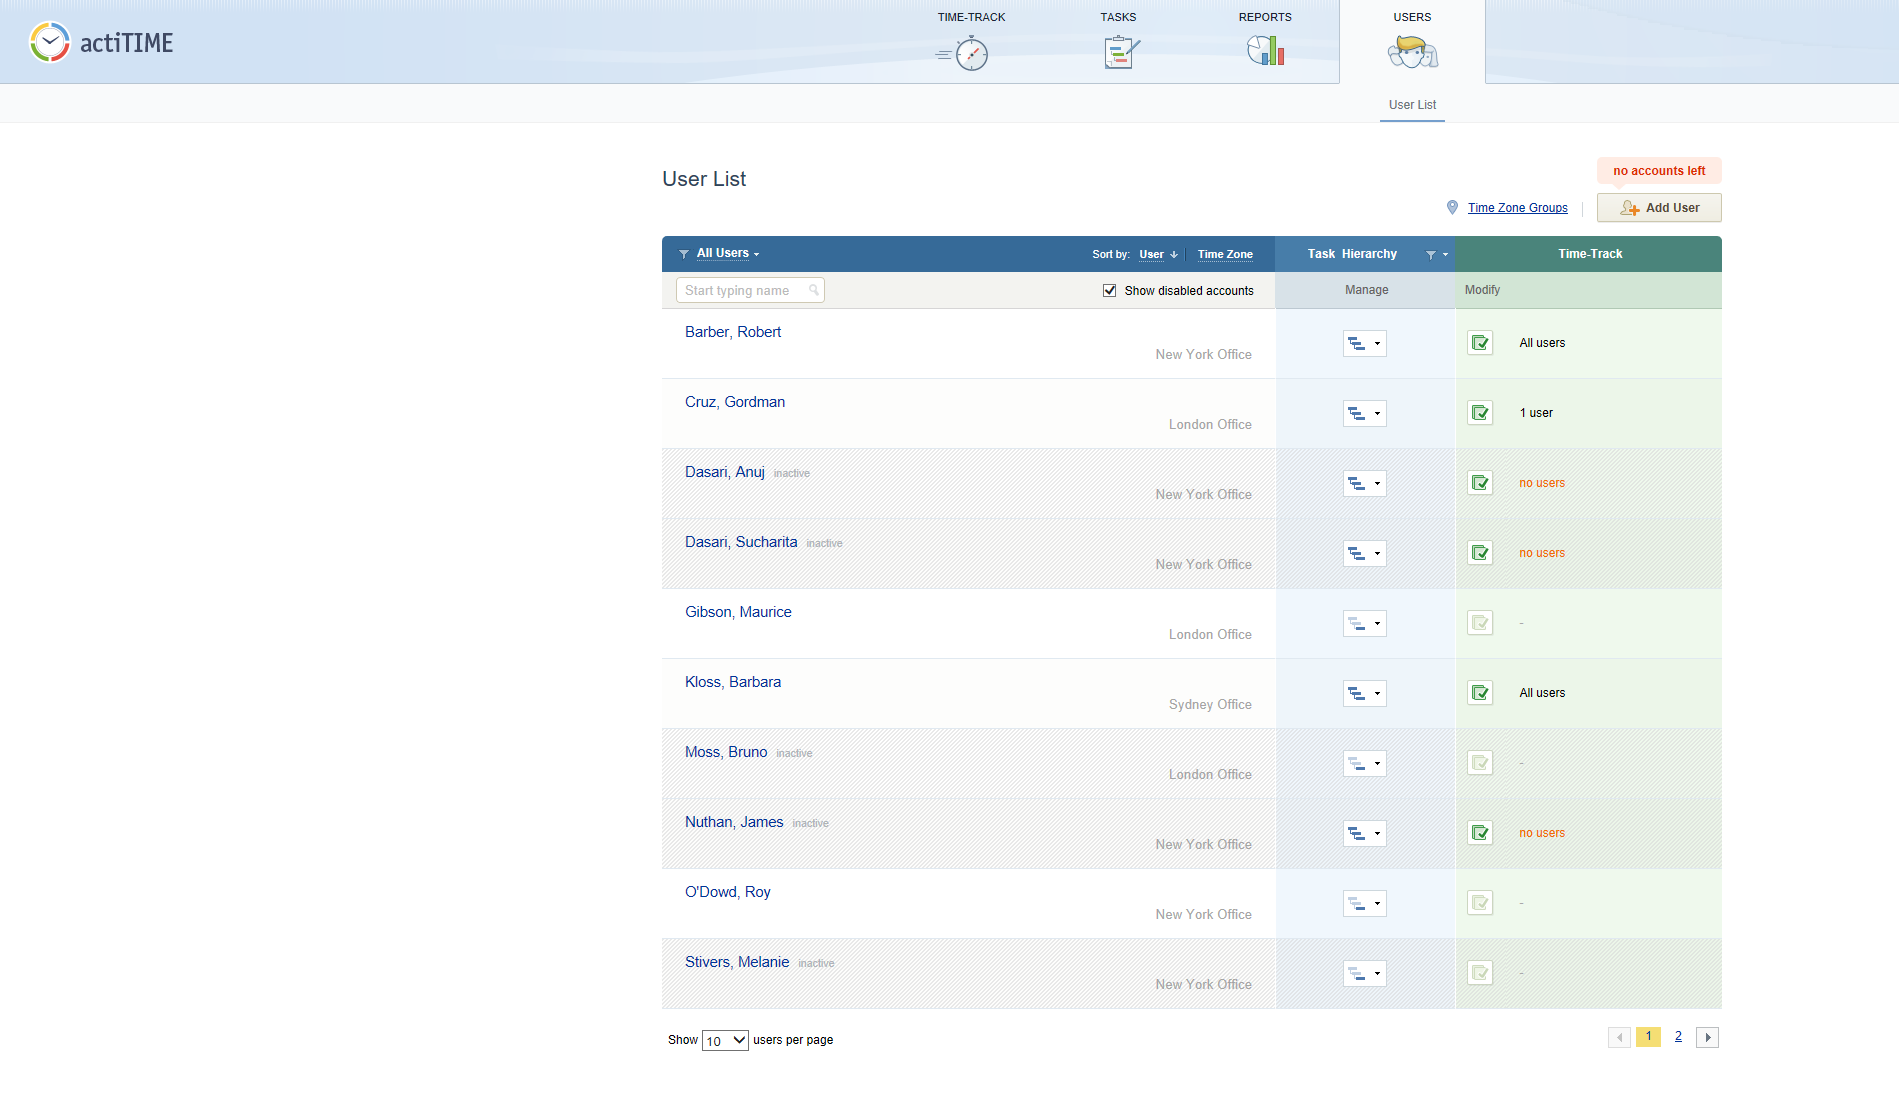 actiTIME
TIME-TRACK
TASKS
REPORTS
USERS
User List
User List
no accounts left
Time Zone Groups
Add User
All Users
Sort by: User Time Zone
Task Hierarchy
Time-Track
Start typing name
Show disabled accounts
Manage
Modify
Barber, Robert
New York Office
All users
Cruz, Gordman
London Office
1 user
Dasari, Anuj inactive
New York Office
no users
Dasari, Sucharita inactive
New York Office
no users
Gibson, Maurice
London Office
-
Kloss, Barbara
Sydney Office
All users
Moss, Bruno inactive
London Office
-
Nuthan, James inactive
New York Office
no users
O'Dowd, Roy
New York Office
-
Stivers, Melanie inactive
New York Office
-
Show 10 users per page
1 2